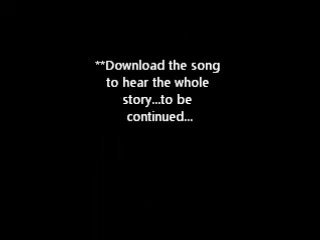 **Download the song
to hear the whole
story...to be
continued...